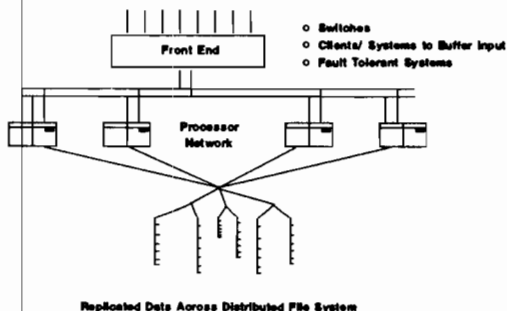 Front End
o Switches
o Clients/ Systems to Buffer Input
o Fault Tolerant Systems
Processor
Network
Replicated Data Across Distributed File System